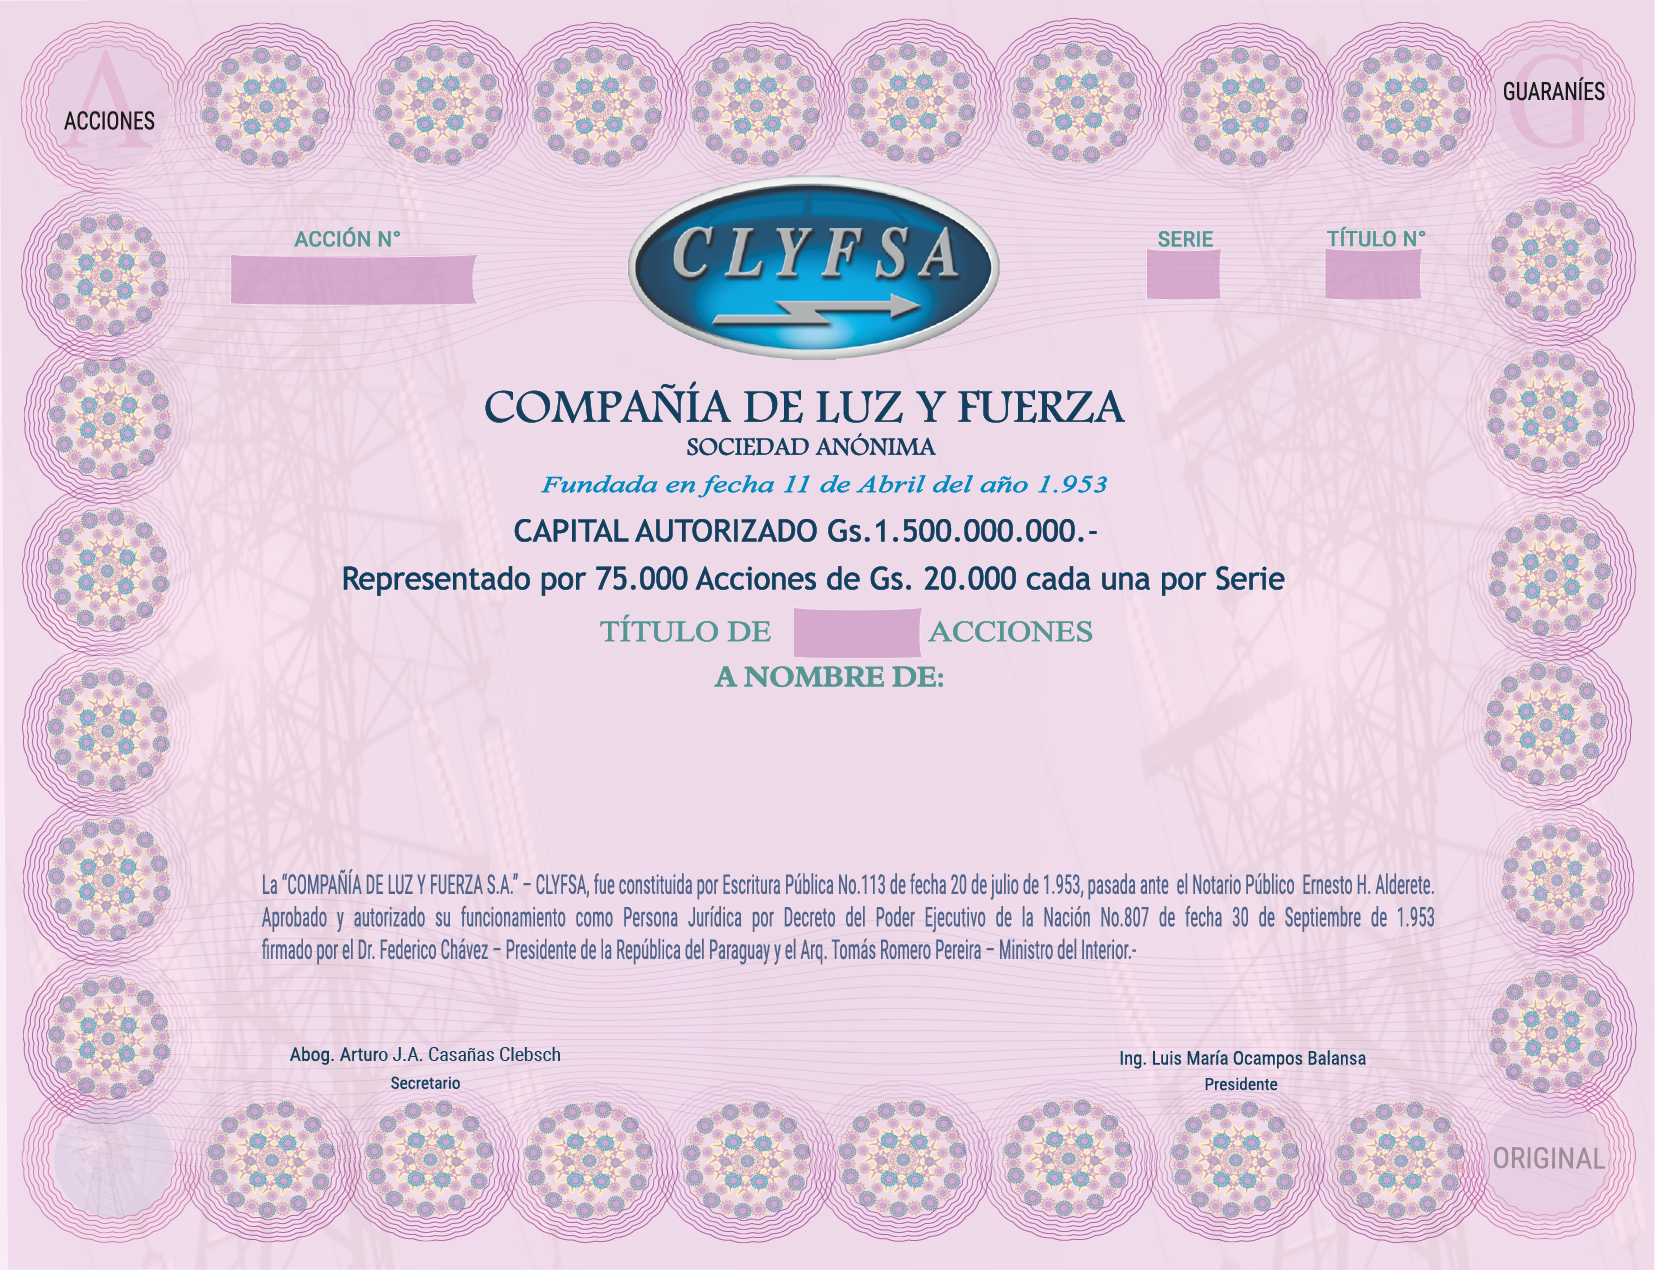 A
ACCIONES
G
GUARANÍES
ACCIÓN N°
CLYFSA
SERIE
TÍTULO N°
COMPAÑÍA DE LUZ Y FUERZA
SOCIEDAD ANÓNIMA
Fundada en fecha 11 de Abril del año 1.953
CAPITAL AUTORIZADO Gs.1.500.000.000.-
Representado por 75.000 Acciones de Gs. 20.000 cada una por Serie
TÍTULO DE ACCIONES
A NOMBRE DE:
La “COMPAÑÍA DE LUZ Y FUERZA S.A.” – CLYFSA, fue constituida por Escritura Pública No.113 de fecha 20 de julio de 1.953, pasada ante el Notario Público Ernesto H. Alderete.
Aprobado y autorizado su funcionamiento como Persona Jurídica por Decreto del Poder Ejecutivo de la Nación No.807 de fecha 30 de Septiembre de 1.953
firmado por el Dr. Federico Chávez – Presidente de la República del Paraguay y el Arq. Tomás Romero Pereira – Ministro del Interior.-
Abog. Arturo J.A. Casañas Clebsch
Secretario
Ing. Luis María Ocampos Balansa
Presidente
ORIGINAL